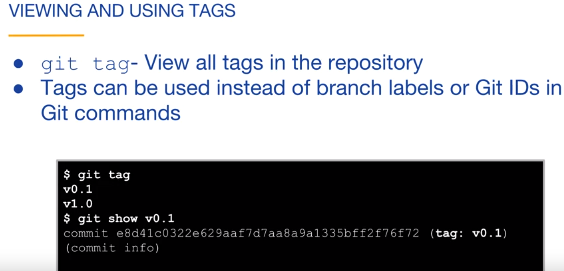 VIEWING AND USING TAGS
● git tag- View all tags in the repository
● Tags can be used instead of branch labels or Git IDs in
Git commands
$ git tag
v0.1
v1.0
$ git show v0.1
commit e8d41c0322e629aaf7d7aa8a9a1335bff2f76f72 (tag: v0.1)
(commit info)